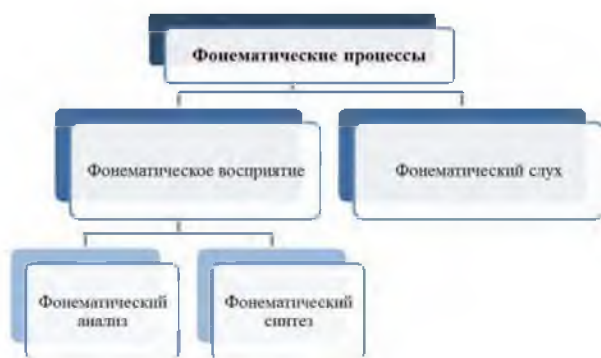 Фонематические процессы
Фонематическое восприятие
Фонематический слух
Фонематический
анализ
Фонематический
синтез